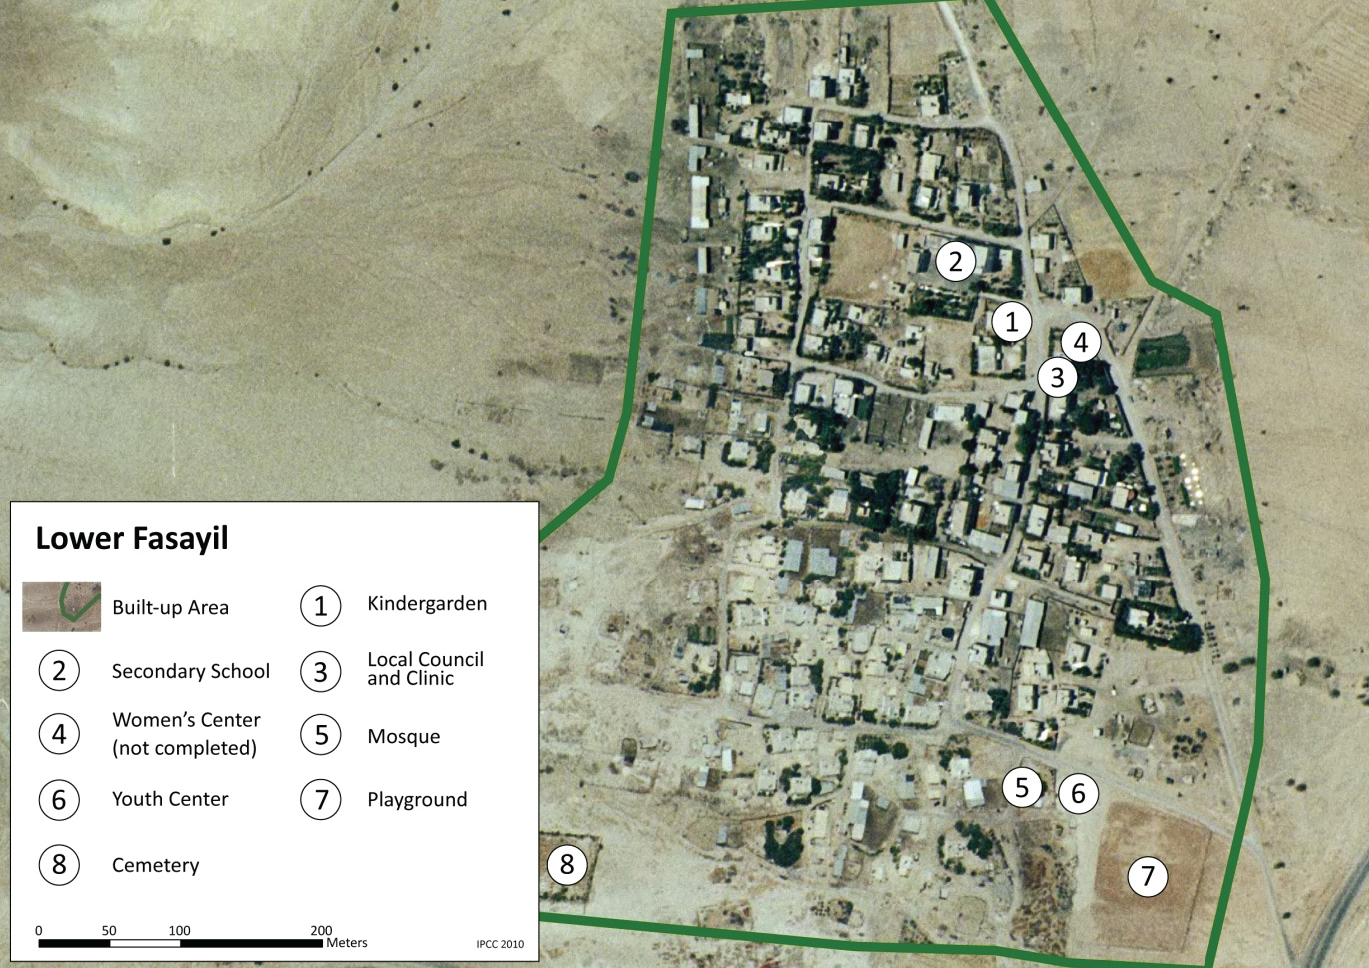 2
1
4
3
5
6
7
8
Lower Fasayil
Built-up Area
1 Kindergarden
2 Secondary School
3 Local Council
and Clinic
4 Women's Center
(not completed)
5 Mosque
6 Youth Center
7 Playground
8 Cemetery
0 50 100 200
Meters
IPCC 2010